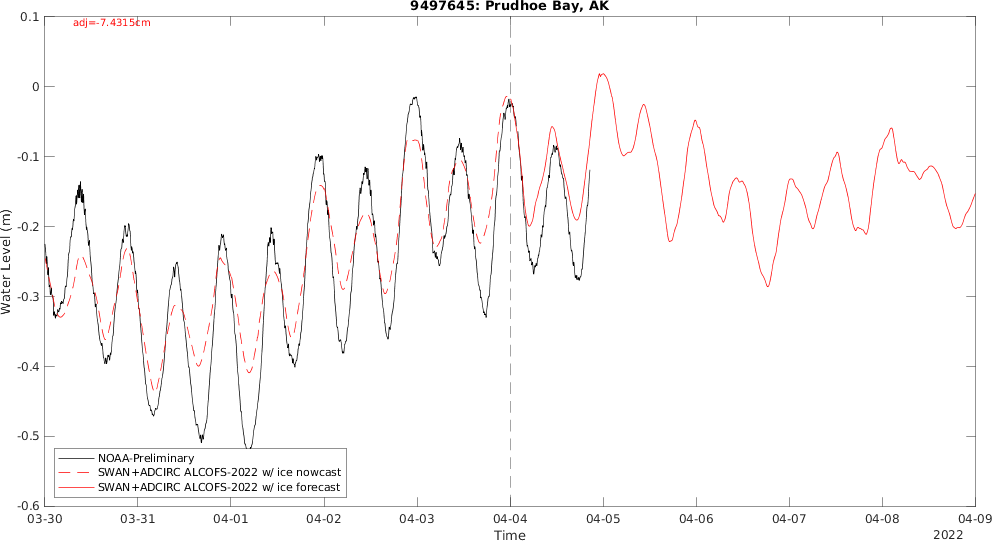 9497645: Prudhoe Bay, AK
adj=-7.4315cm
0.1
0
-0.1
-0.2
-0.3
-0.4
-0.5
-0.6
Water Level (m)
NOAA-Preliminary
SWAN+ADCIRC ALCOFS-2022 w/ ice nowcast
SWAN+ADCIRC ALCOFS-2022 w/ ice forecast
03-30 03-31 04-01 04-02 04-03 04-04 04-05 04-06 04-07 04-08 04-09
Time
2022